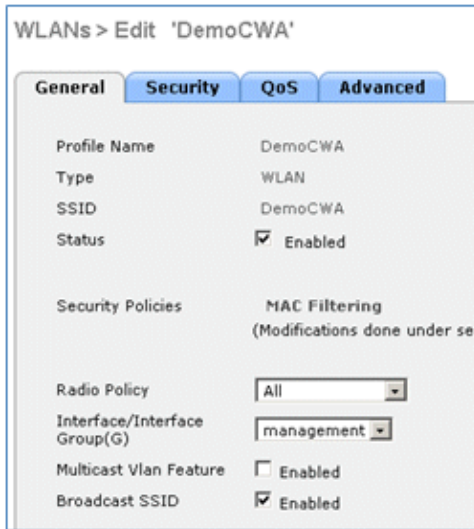 WLANs > Edit 'DemoCWA'
General Security QoS Advanced
Profile Name DemoCWA
Type WLAN
SSID DemoCWA
Status Enabled
Security Policies MAC Filtering
(Modifications done under se
Radio Policy All
Interface/Interface
Group(G) management
Multicast Vlan Feature Enabled
Broadcast SSID Enabled